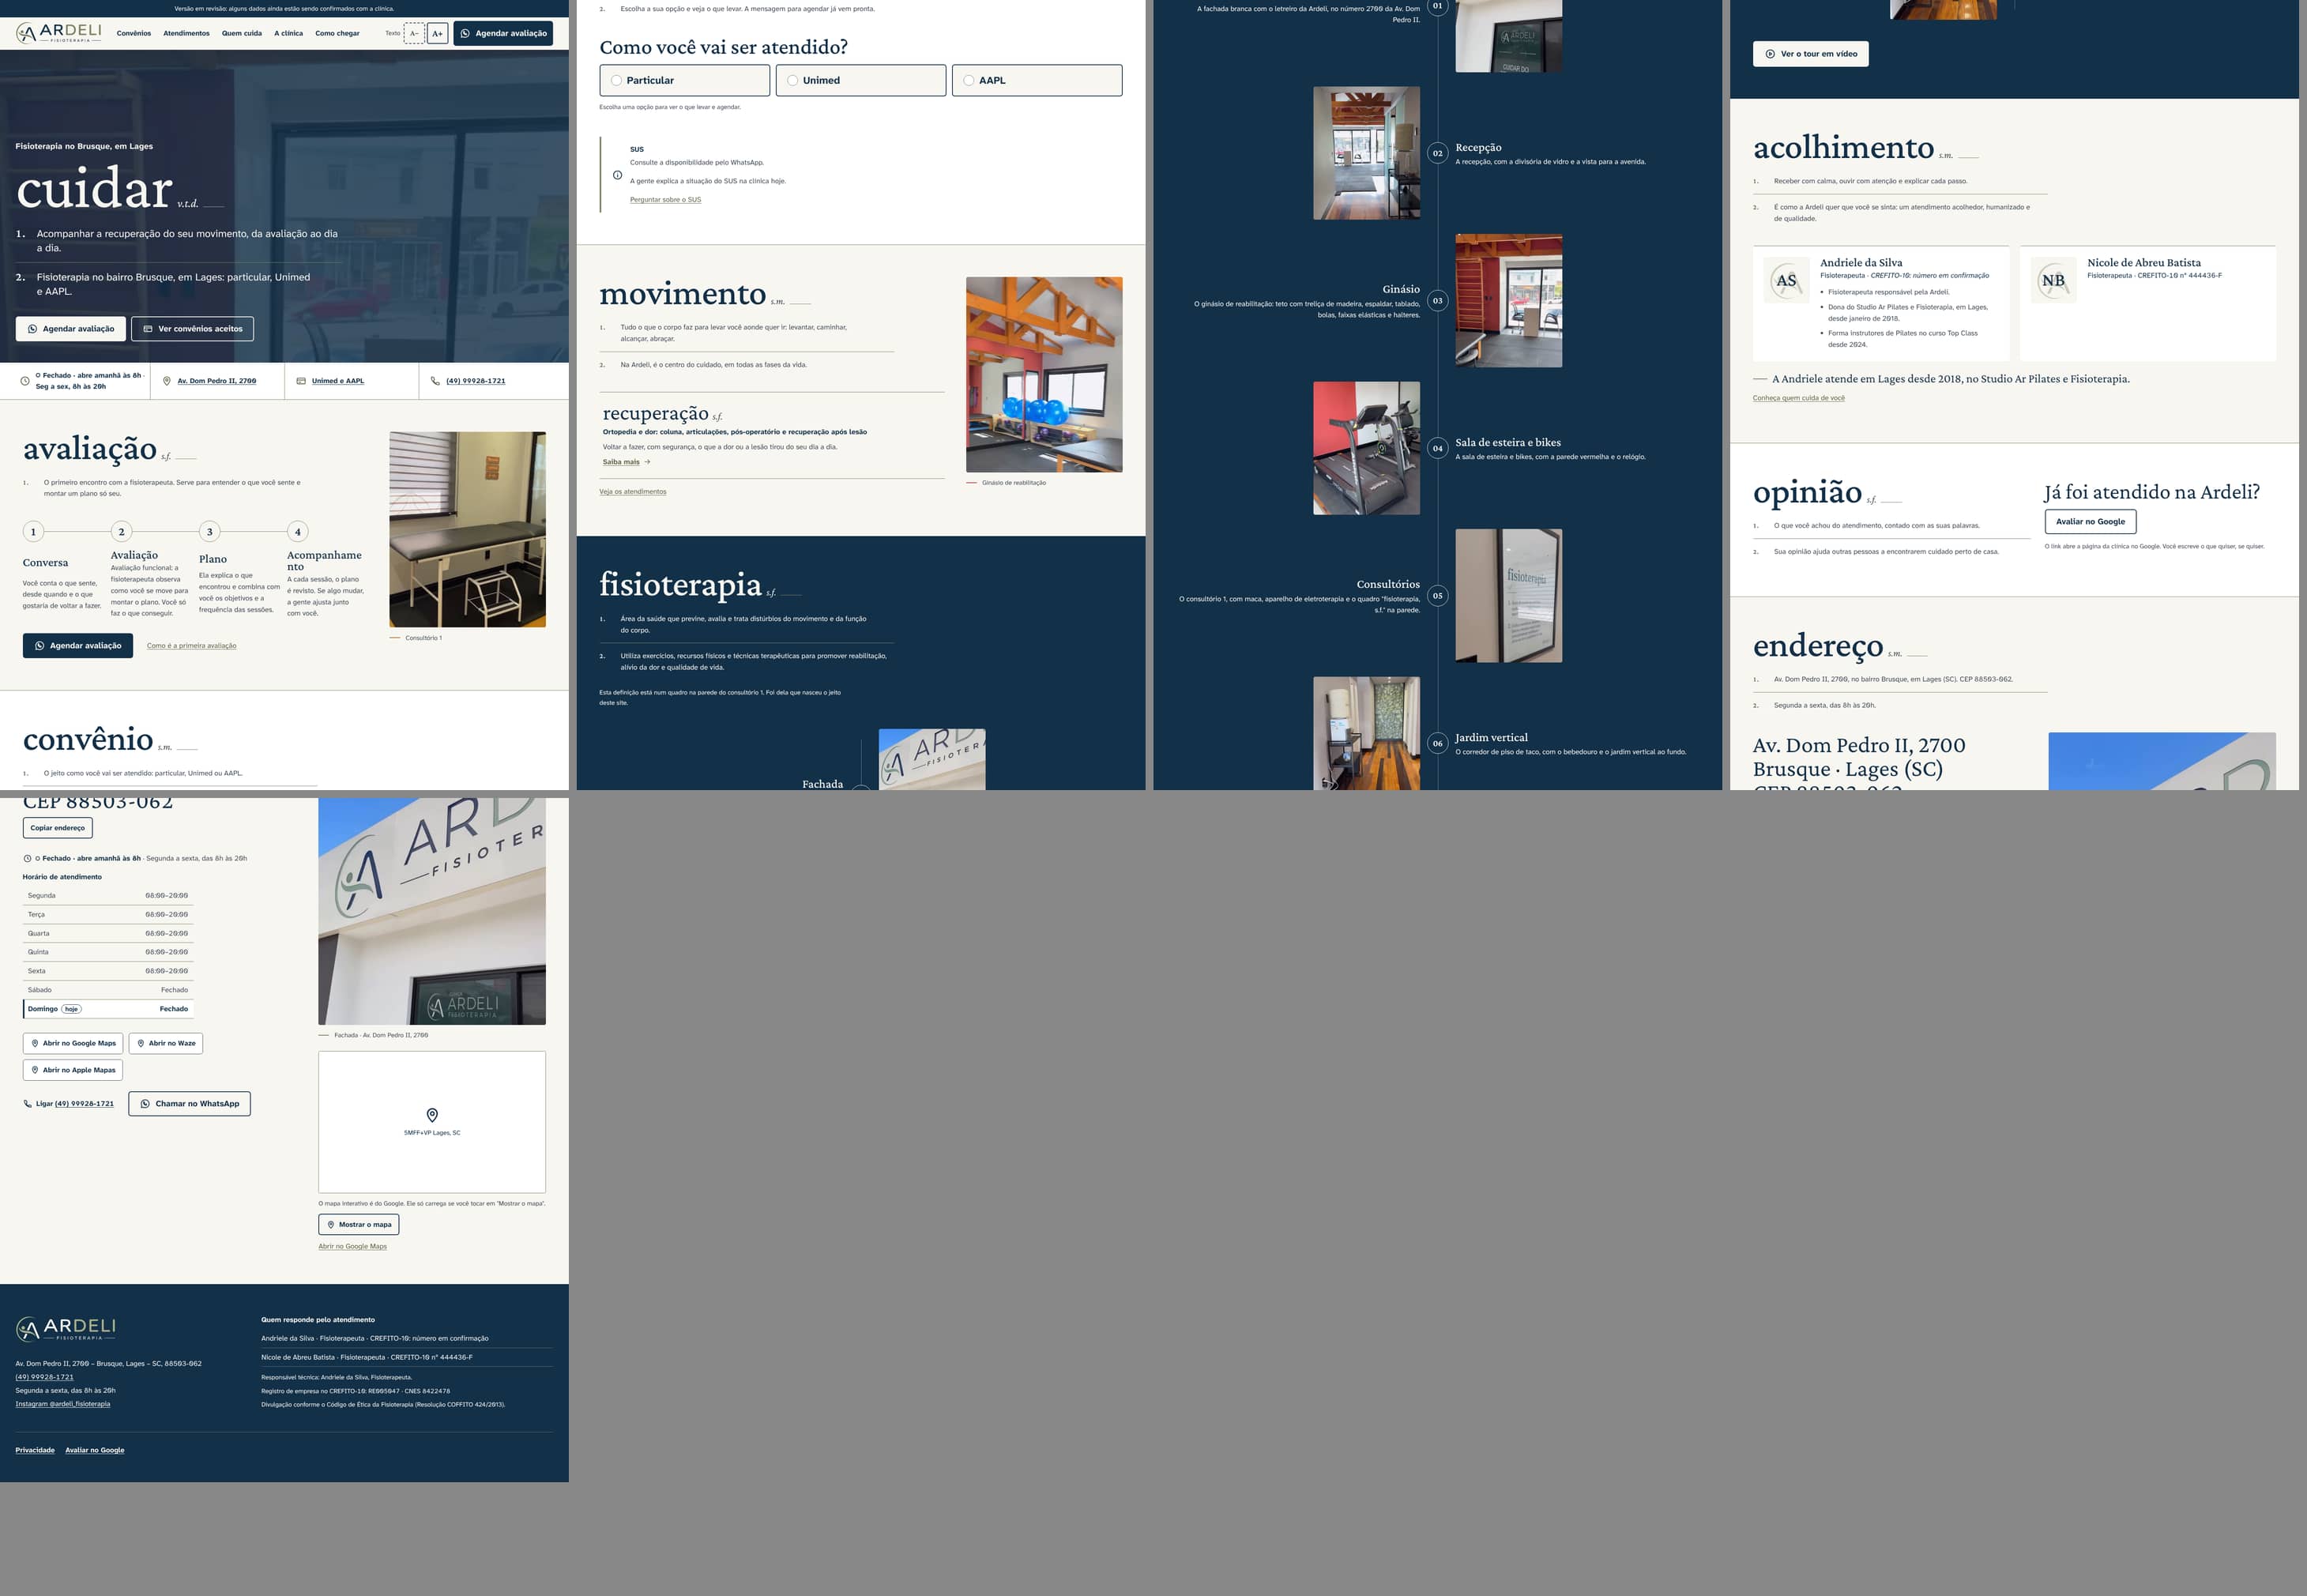 Versão em revisão: alguns dados ainda estão sendo confirmados com a clínica.
ARDELI
FISIOTERAPIA
Convênios
Atendimentos
Quem cuida
A clínica
Como chegar
Texto
A−
A+
Agendar avaliação
Fisioterapia no Brusque, em Lages
cuidar v.t.d.
1. Acompanhar a recuperação do seu movimento, da avaliação ao dia
a dia.
2. Fisioterapia no bairro Brusque, em Lages: particular, Unimed
e AAPL.
Agendar avaliação
Ver convênios aceitos
Fechado · abre amanhã às 8h ·
Seg a sex, 8h às 20h
Av. Dom Pedro II, 2700
Unimed e AAPL
(49) 99928-1721
avaliação s.f.
1. O primeiro encontro com a fisioterapeuta. Serve para entender o que você sente e
montar um plano só seu.
1
Conversa
Você conta o que sente,
desde quando e o que
gostaria de voltar a fazer.
2
Avaliação
Avaliação funcional: a
fisioterapeuta observa
como você se move para
montar o plano. Você só
faz o que conseguir.
3
Plano
Ela explica o que
encontrou e combina com
você os objetivos e a
frequência das sessões.
4
Acompanhame
nto
A cada sessão, o plano
é revisto. Se algo mudar,
a gente ajusta junto
com você.
Consultório 1
Agendar avaliação
Como é a primeira avaliação
convênio s.m.
1. O jeito como você vai ser atendido: particular, Unimed ou AAPL.
2. Escolha a sua opção e veja o que levar. A mensagem para agendar já vem pronta.
Como você vai ser atendido?
Particular
Unimed
AAPL
Escolha uma opção para ver o que levar e agendar.
SUS
Consulte a disponibilidade pelo WhatsApp.
A gente explica a situação do SUS na clínica hoje.
Perguntar sobre o SUS
movimento s.m.
1. Tudo o que o corpo faz para levar você aonde quer ir: levantar, caminhar,
alcançar, abraçar.
2. Na Ardeli, é o centro do cuidado, em todas as fases da vida.
recuperação s.f.
Ortopedia e dor: coluna, articulações, pós-operatório e recuperação após lesão
Voltar a fazer, com segurança, o que a dor ou a lesão tirou do seu dia a dia.
Saiba mais →
Veja os atendimentos
Ginásio de reabilitação
fisioterapia s.f.
1. Área da saúde que previne, avalia e trata distúrbios do movimento e da função
do corpo.
2. Utiliza exercícios, recursos físicos e técnicas terapêuticas para promover reabilitação,
alívio da dor e qualidade de vida.
Esta definição está num quadro na parede do consultório 1. Foi dela que nasceu o jeito
deste site.
Fachada
01
A fachada branca com o letreiro da Ardeli, no número 2700 da Av. Dom
Pedro II.
ARDELI
CUIDAR DO
02
Recepção
A recepção, com a divisória de vidro e a vista para a avenida.
03
Ginásio
O ginásio de reabilitação: teto com treliça de madeira, espaldar, tablado,
bolas, faixas elásticas e halteres.
04
Sala de esteira e bikes
A sala de esteira e bikes, com a parede vermelha e o relógio.
05
Consultórios
O consultório 1, com maca, aparelho de eletroterapia e o quadro "fisioterapia,
s.f." na parede.
fisioterapia
06
Jardim vertical
O corredor de piso de taco, com o bebedouro e o jardim vertical ao fundo.
Ver o tour em vídeo
acolhimento s.m.
1. Receber com calma, ouvir com atenção e explicar cada passo.
2. É como a Ardeli quer que você se sinta: um atendimento acolhedor, humanizado e
de qualidade.
AS
Andriele da Silva
Fisioterapeuta · CREFITO-10: número em confirmação
• Fisioterapeuta responsável pela Ardeli.
• Dona do Studio Ar Pilates e Fisioterapia, em Lages,
desde janeiro de 2018.
• Forma instrutores de Pilates no curso Top Class
desde 2024.
NB
Nicole de Abreu Batista
Fisioterapeuta · CREFITO-10 nº 444436-F
A Andriele atende em Lages desde 2018, no Studio Ar Pilates e Fisioterapia.
Conheça quem cuida de você
opinião s.f.
1. O que você achou do atendimento, contado com as suas palavras.
2. Sua opinião ajuda outras pessoas a encontrarem cuidado perto de casa.
Já foi atendido na Ardeli?
Avaliar no Google
O link abre a página da clínica no Google. Você escreve o que quiser, se quiser.
endereço s.m.
1. Av. Dom Pedro II, 2700, no bairro Brusque, em Lages (SC). CEP 88503-062.
2. Segunda a sexta, das 8h às 20h.
Av. Dom Pedro II, 2700
Brusque · Lages (SC)
CEP 88503-062
Copiar endereço
Fechado · abre amanhã às 8h · Segunda a sexta, das 8h às 20h
Horário de atendimento
Segunda 08:00–20:00
Terça 08:00–20:00
Quarta 08:00–20:00
Quinta 08:00–20:00
Sexta 08:00–20:00
Sábado Fechado
Domingo hoje Fechado
Abrir no Google Maps
Abrir no Waze
Abrir no Apple Mapas
Ligar (49) 99928-1721
Chamar no WhatsApp
ARDELI
FISIOTERAPIA
Fachada · Av. Dom Pedro II, 2700
5MFF+VP Lages, SC
O mapa interativo é do Google. Ele só carrega se você tocar em "Mostrar o mapa".
Mostrar o mapa
Abrir no Google Maps
ARDELI
FISIOTERAPIA
Av. Dom Pedro II, 2700 – Brusque, Lages – SC, 88503-062
(49) 99928-1721
Segunda a sexta, das 8h às 20h
Instagram @ardeli_fisioterapia
Quem responde pelo atendimento
Andriele da Silva · Fisioterapeuta · CREFITO-10: número em confirmação
Nicole de Abreu Batista · Fisioterapeuta · CREFITO-10 nº 444436-F
Responsável técnica: Andriele da Silva, Fisioterapeuta.
Registro de empresa no CREFITO-10: RE005047 · CNES 8422478
Divulgação conforme o Código de Ética da Fisioterapia (Resolução COFFITO 424/2013).
Privacidade
Avaliar no Google